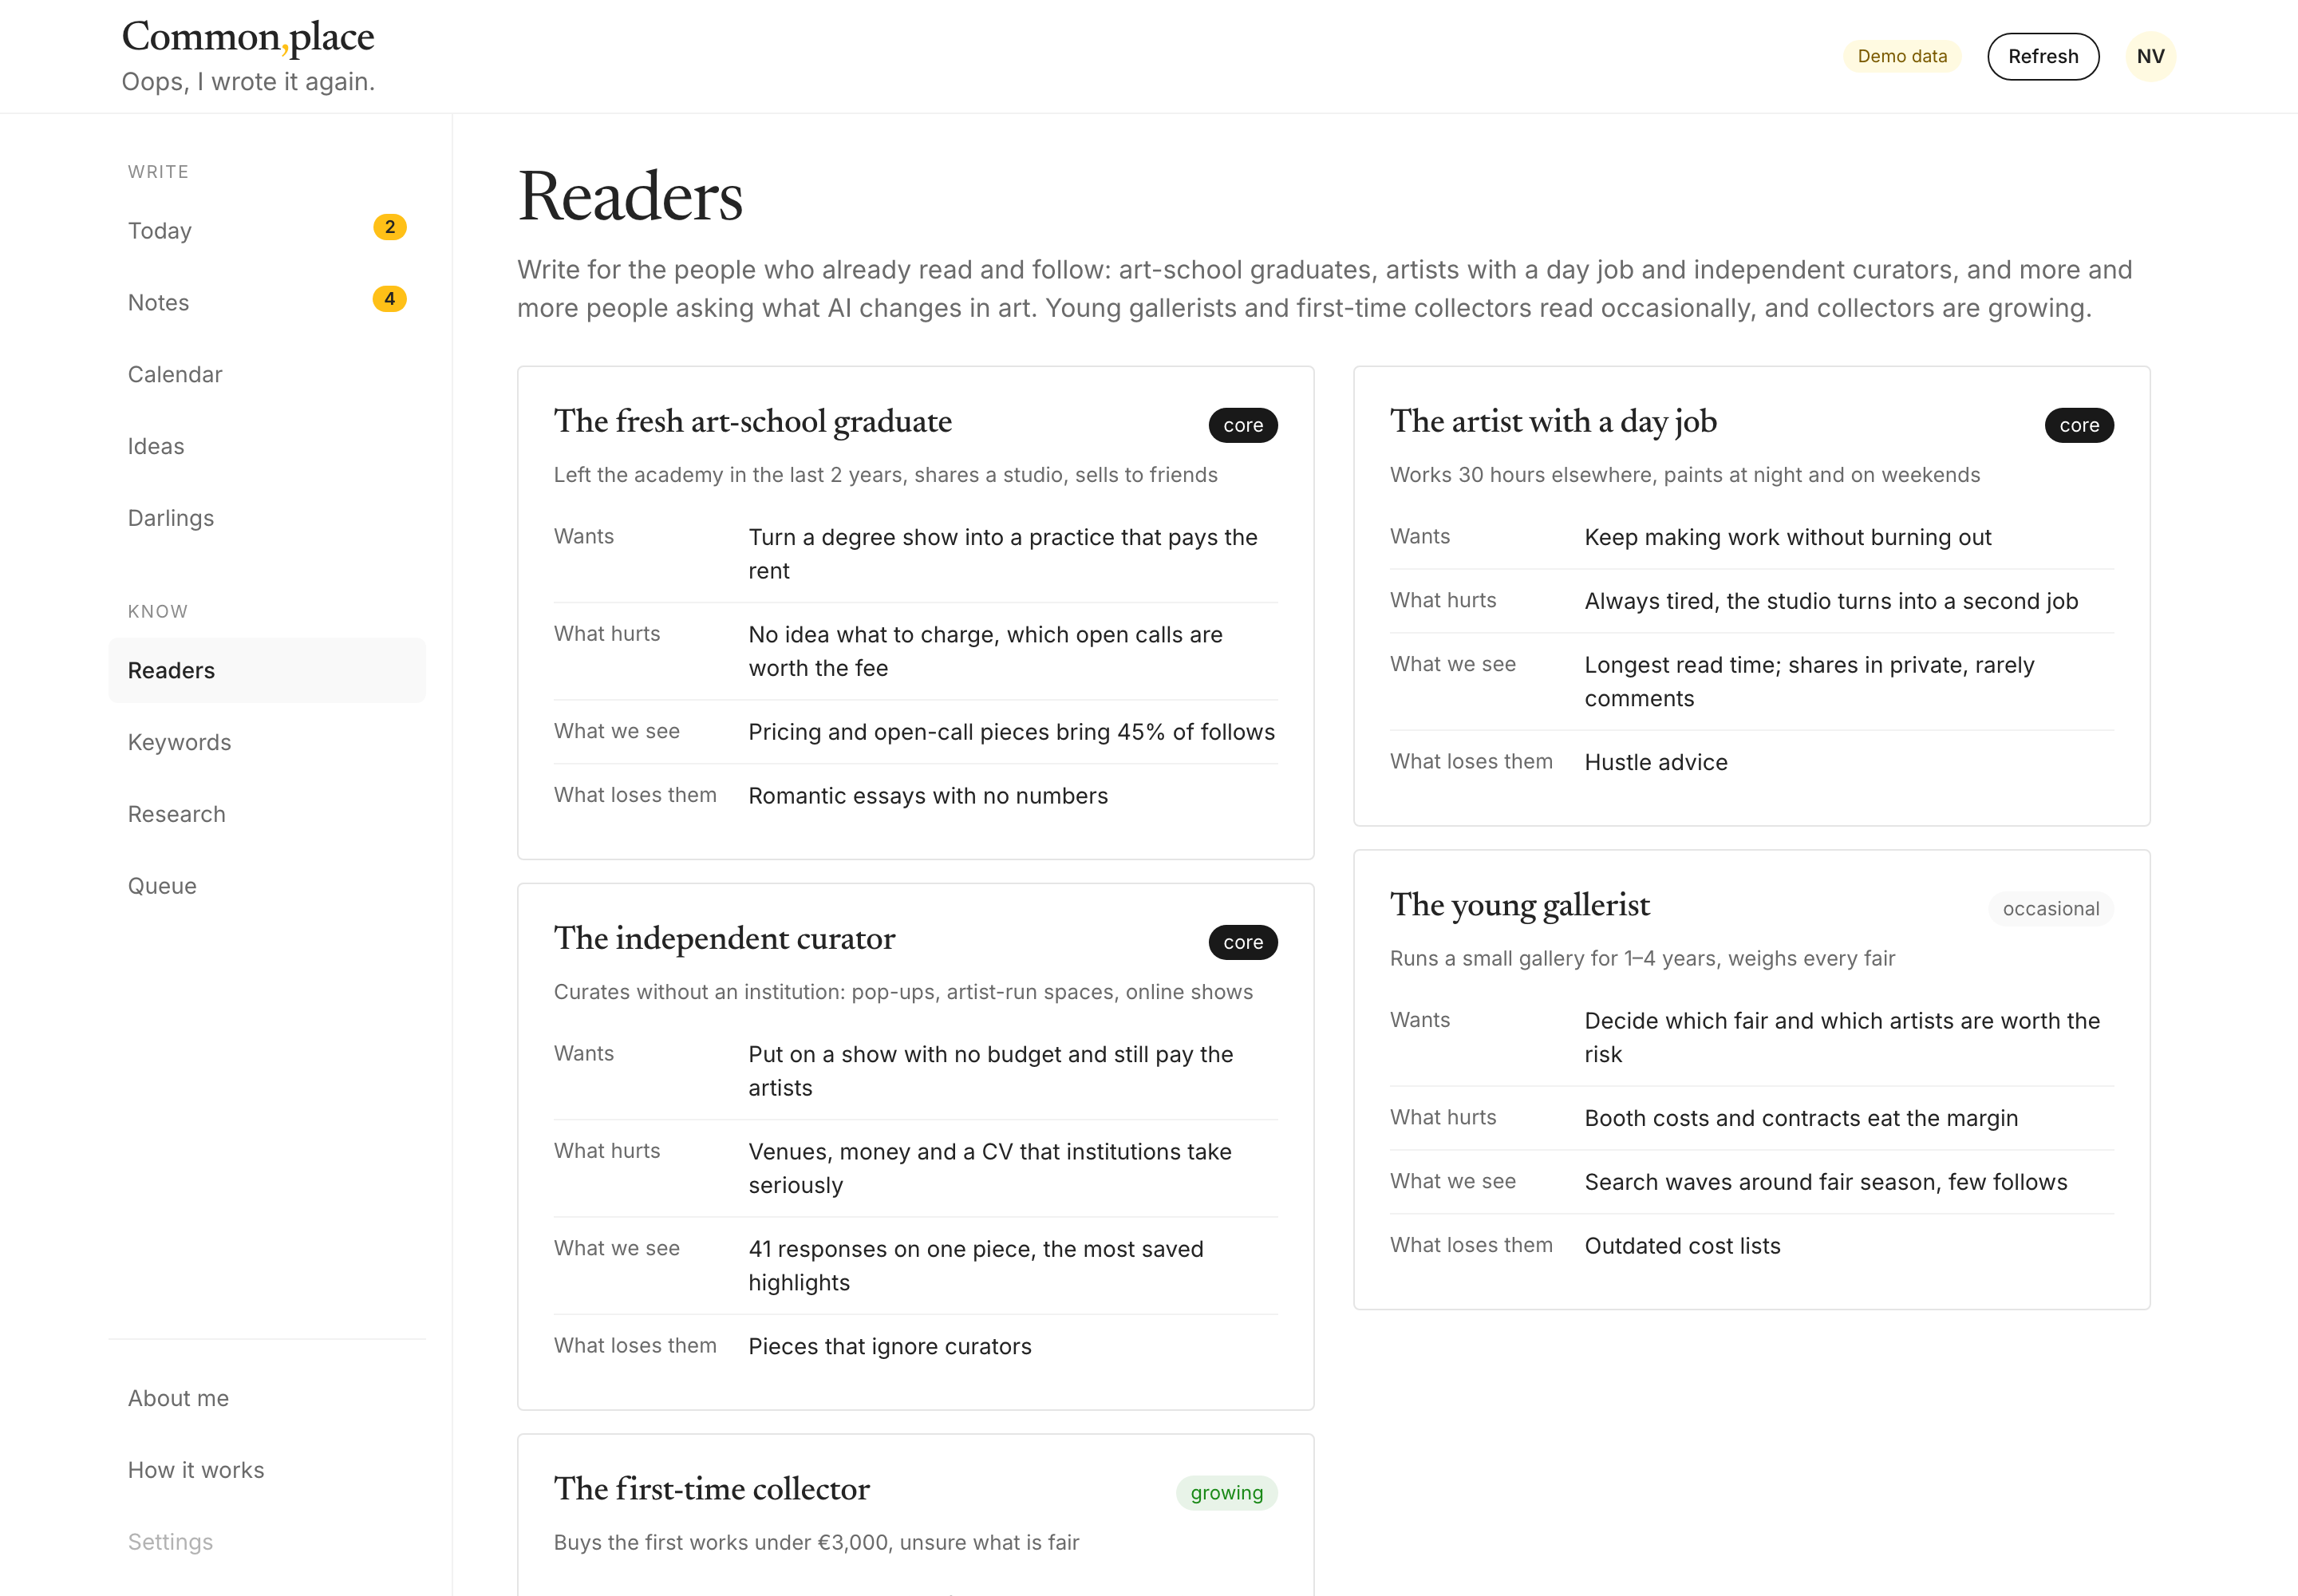 Common,place
Oops, I wrote it again.
Demo data
Refresh
NV
WRITE
Today
2
Notes
4
Calendar
Ideas
Darlings
KNOW
Readers
Keywords
Research
Queue
About me
How it works
Settings
Readers
Write for the people who already read and follow: art-school graduates, artists with a day job and independent curators, and more and
more people asking what AI changes in art. Young gallerists and first-time collectors read occasionally, and collectors are growing.
The fresh art-school graduate
core
Left the academy in the last 2 years, shares a studio, sells to friends
Wants
Turn a degree show into a practice that pays the
rent
What hurts
No idea what to charge, which open calls are
worth the fee
What we see
Pricing and open-call pieces bring 45% of follows
What loses them
Romantic essays with no numbers
The artist with a day job
core
Works 30 hours elsewhere, paints at night and on weekends
Wants
Keep making work without burning out
What hurts
Always tired, the studio turns into a second job
What we see
Longest read time; shares in private, rarely
comments
What loses them
Hustle advice
The independent curator
core
Curates without an institution: pop-ups, artist-run spaces, online shows
Wants
Put on a show with no budget and still pay the
artists
What hurts
Venues, money and a CV that institutions take
seriously
What we see
41 responses on one piece, the most saved
highlights
What loses them
Pieces that ignore curators
The young gallerist
occasional
Runs a small gallery for 1–4 years, weighs every fair
Wants
Decide which fair and which artists are worth the
risk
What hurts
Booth costs and contracts eat the margin
What we see
Search waves around fair season, few follows
What loses them
Outdated cost lists
The first-time collector
growing
Buys the first works under €3,000, unsure what is fair